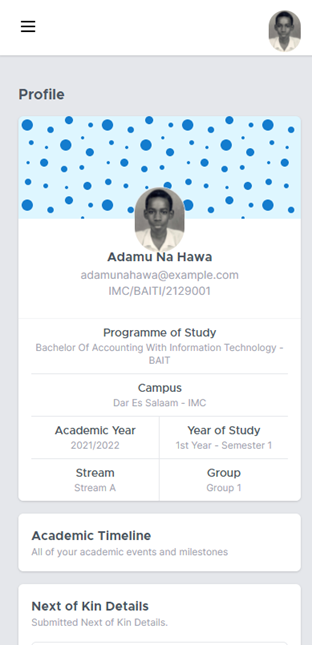 Profile
Adamu Na Hawa
adamunahawa@example.com
IMC/BAITI/2129001
Programme of Study
Bachelor Of Accounting With Information Technology -
BAIT
Campus
Dar Es Salaam - IMC
Academic Year
2021/2022
Year of Study
1st Year - Semester 1
Stream
Stream A
Group
Group 1
Academic Timeline
All of your academic events and milestones
Next of Kin Details
Submitted Next of Kin Details.